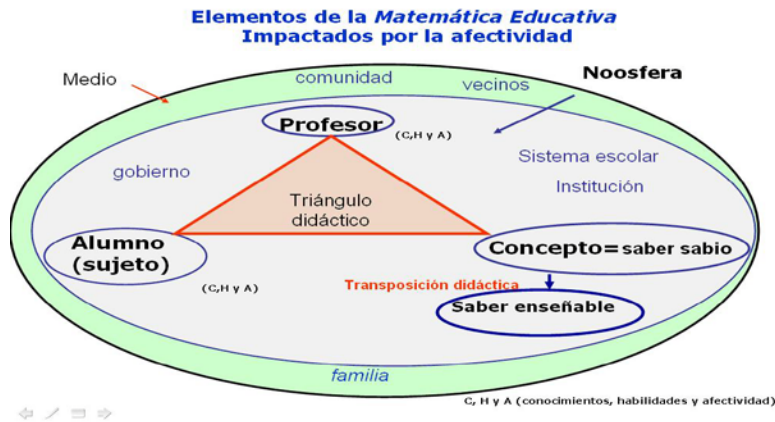 Elementos de la Matemática Educativa
Impactados por la afectividad
Medio
comunidad
vecinos
Noosfera
Profesor
(C,H y A)
gobierno
Sistema escolar
Institución
Triángulo
didáctico
Alumno
(sujeto)
Concepto=saber sabio
(C,H y A)
Transposición didáctica
Saber enseñable
familia
C, H y A (conocimientos, habilidades y afectividad)